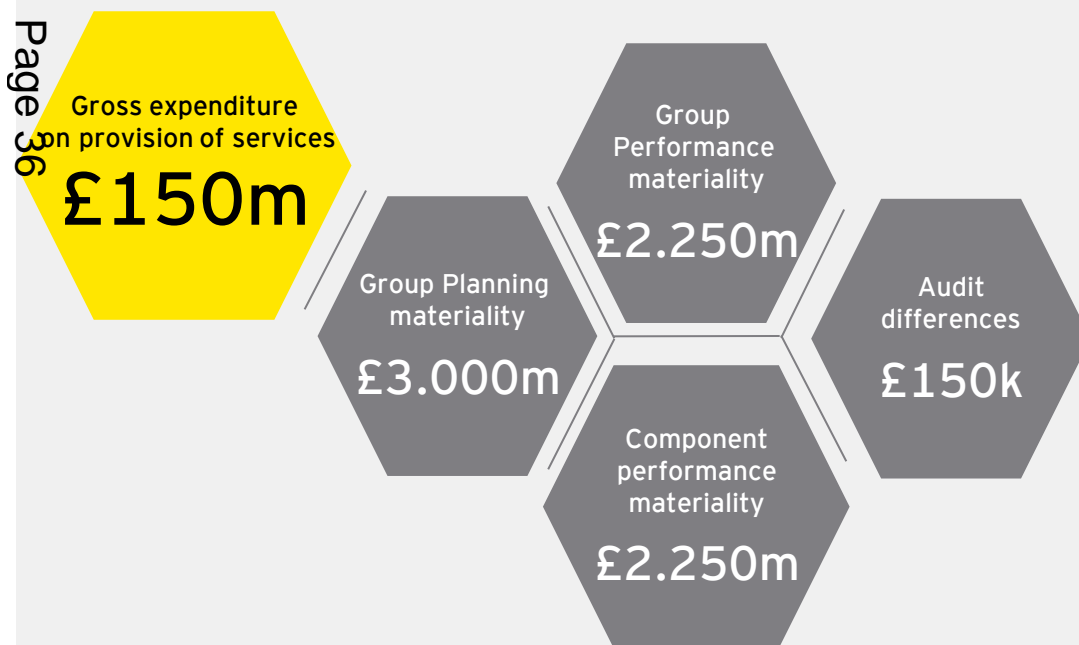 Page 36
Gross expenditure
on provision of services
£150m
Group Planning
materiality
£3.000m
Group
Performance
materiality
£2.250m
Component
performance
materiality
£2.250m
Audit
differences
£150k